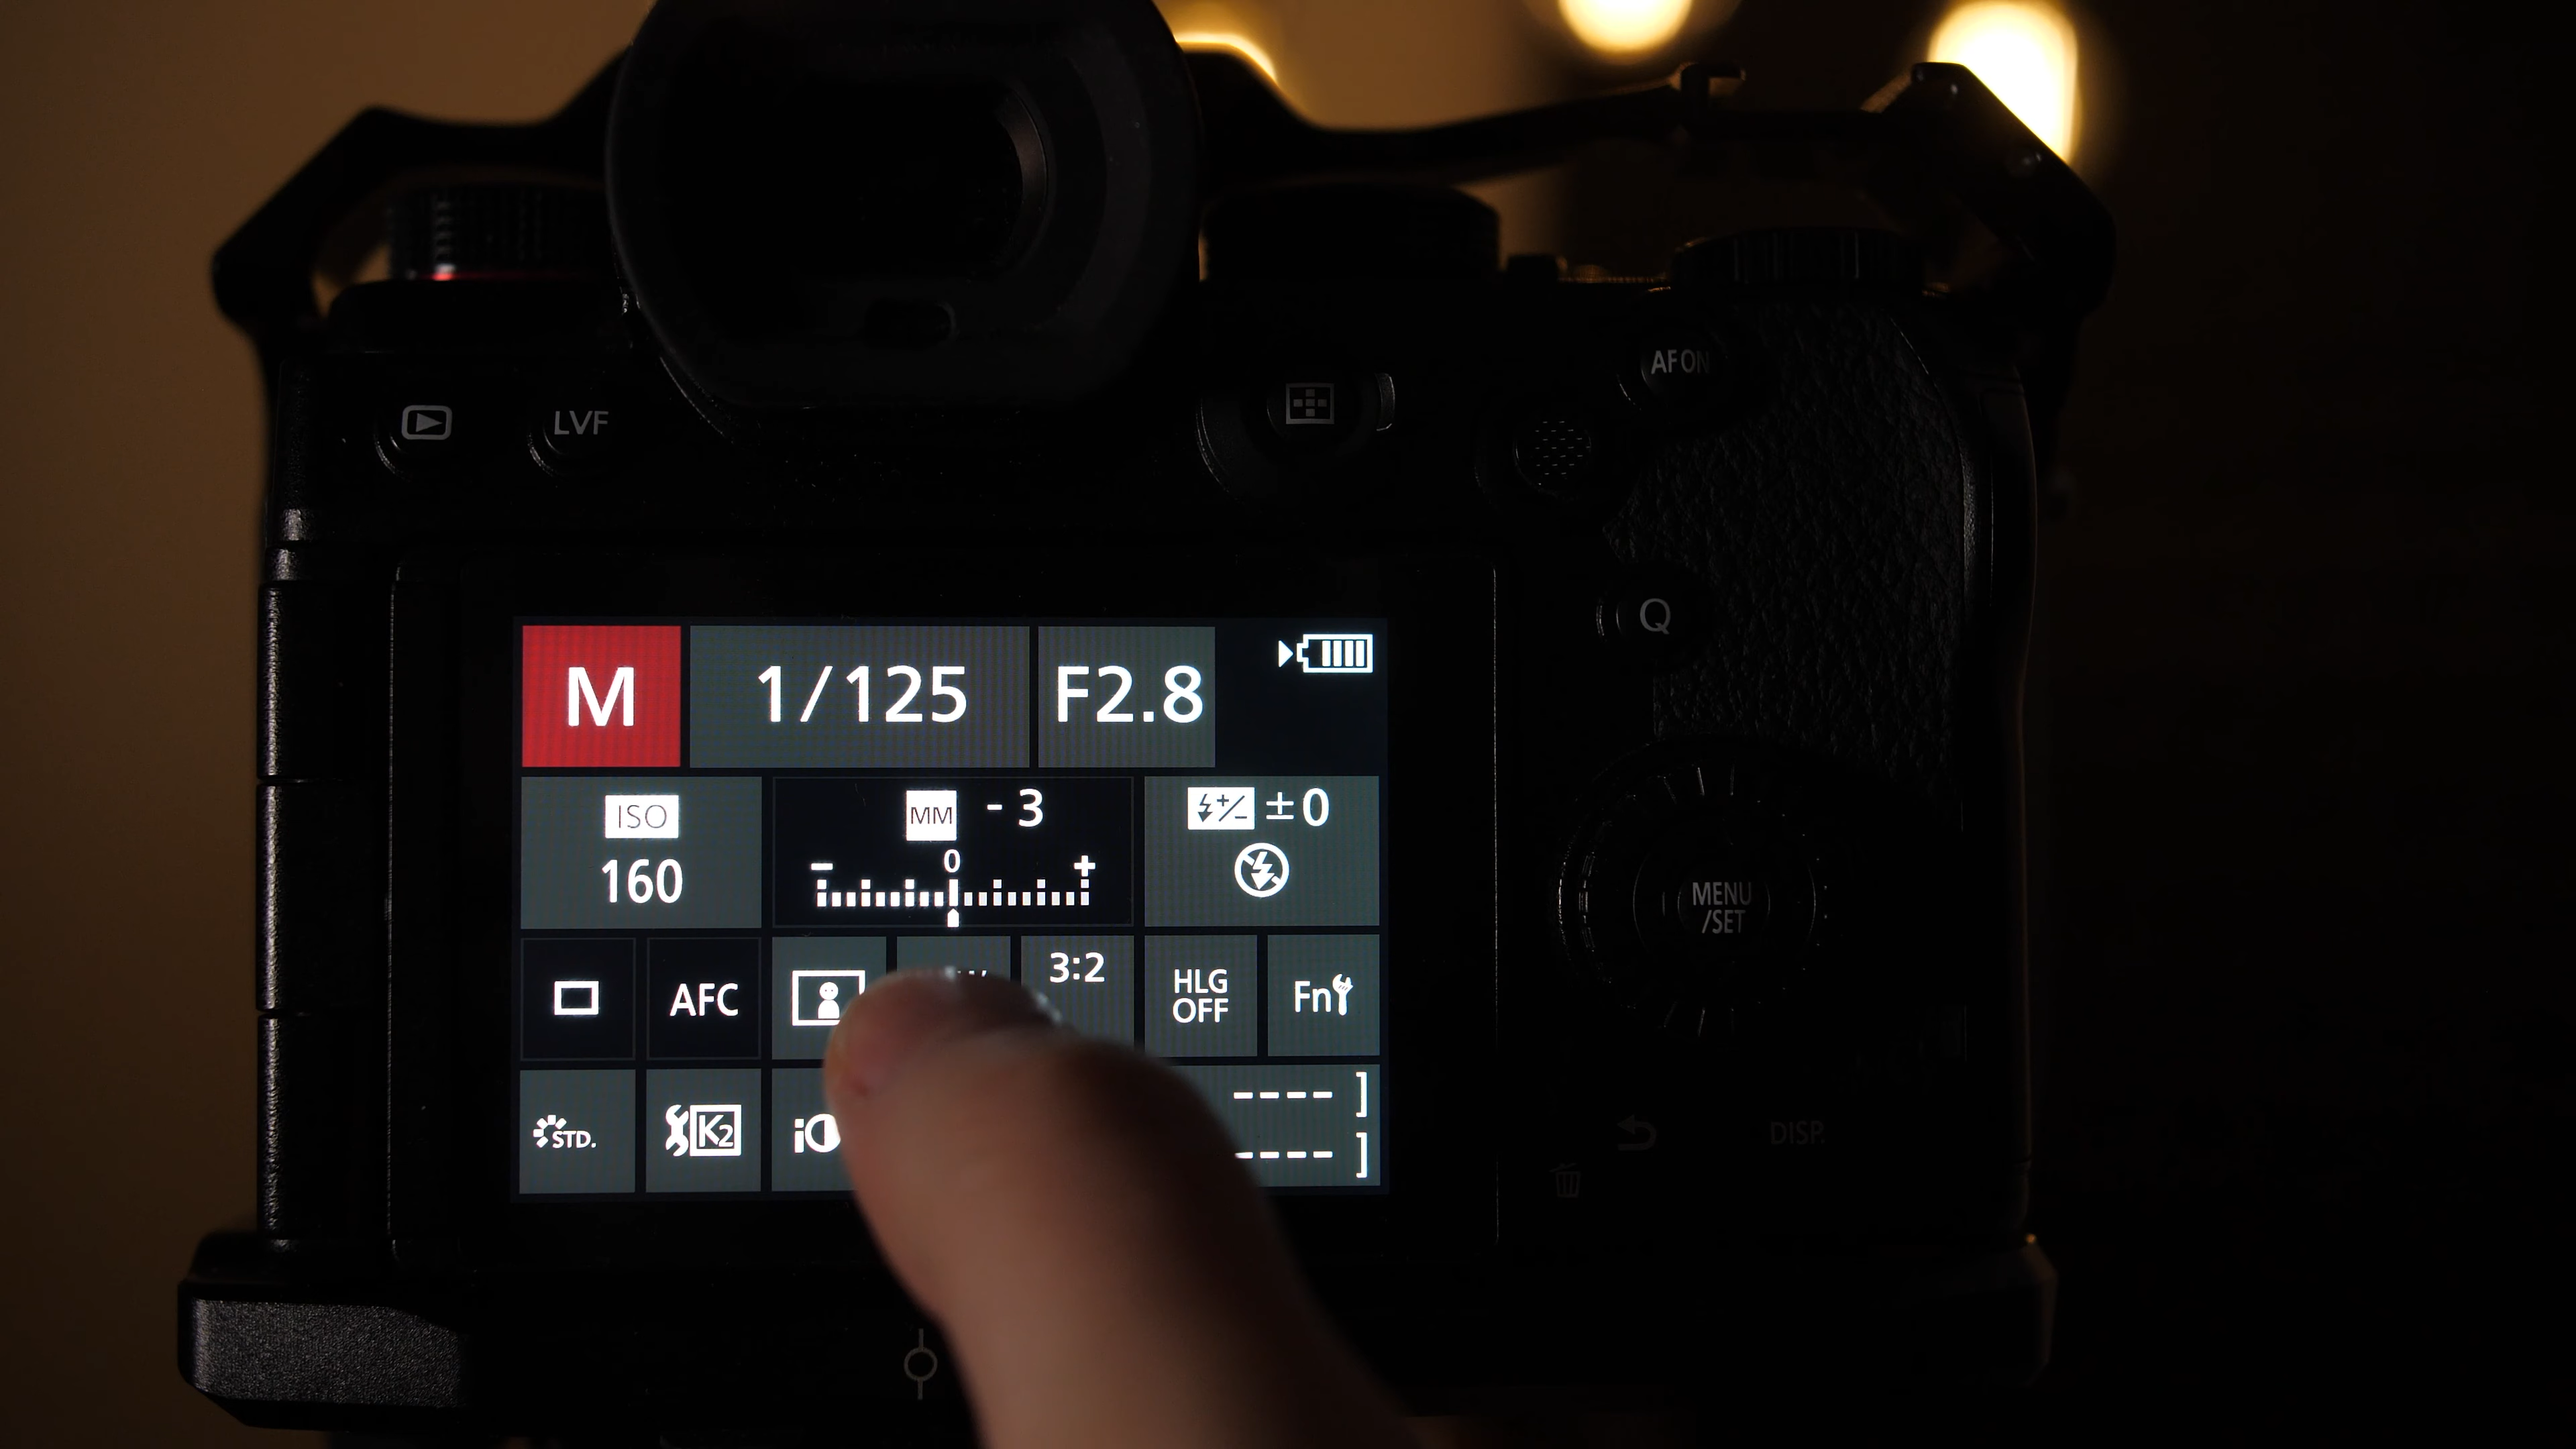 LVF
AF ON
Q
M 1/125 F2.8
ISO MM -3 ±0
160 - 0 +
AFC 3:2 HLG OFF Fn
STD. K2 i ---- ]
---- ]
MENU
/SET
DISP.